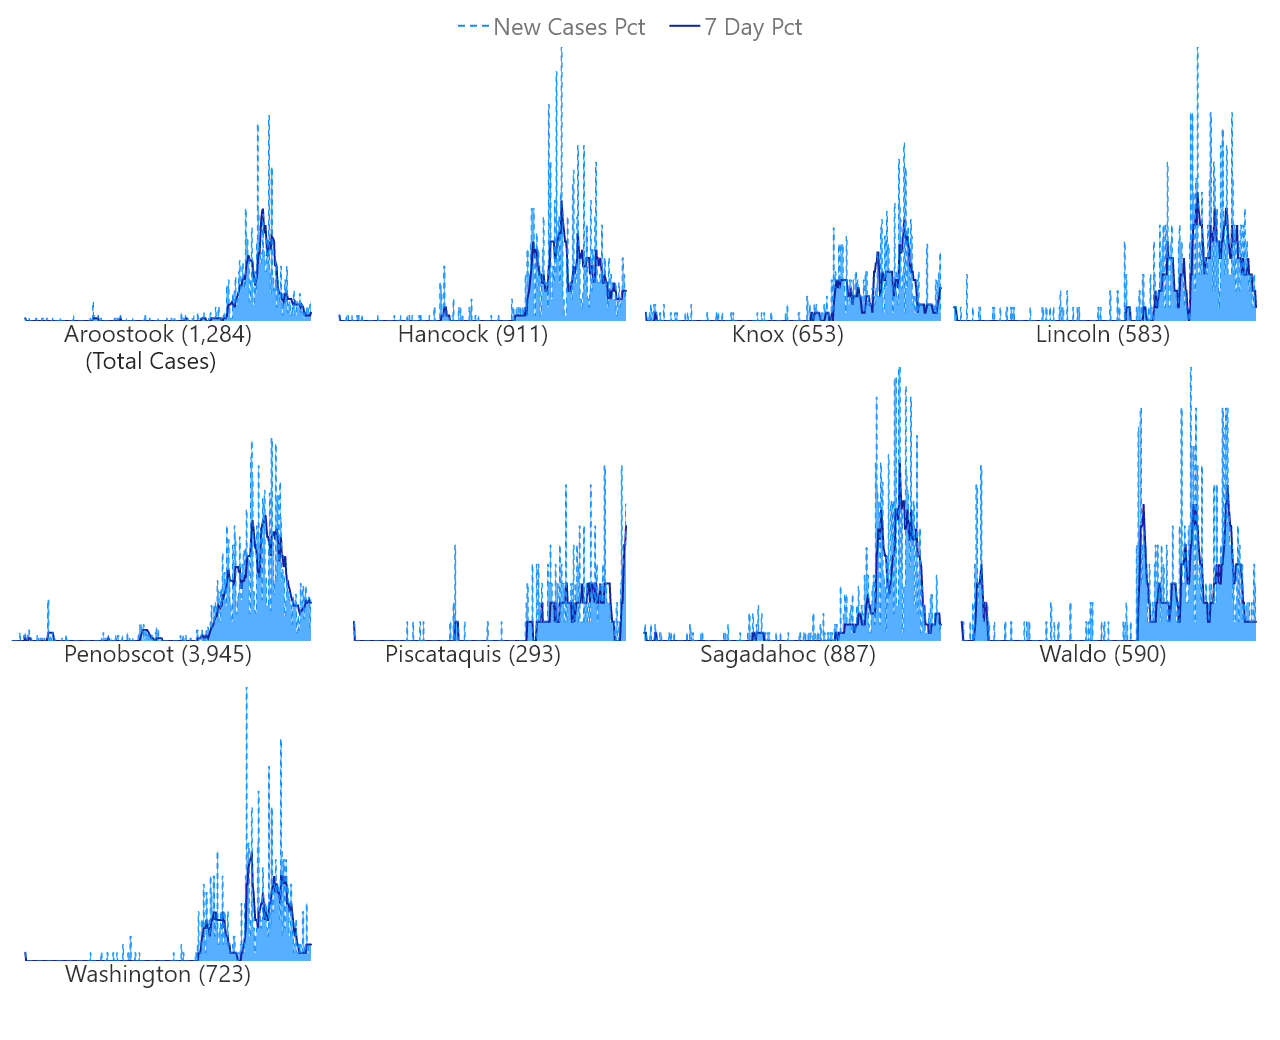 New Cases Pct 7 Day Pct
Aroostook (1,284)
(Total Cases)
Hancock (911)
Knox (653)
Lincoln (583)
Penobscot (3,945)
Piscataquis (293)
Sagadahoc (887)
Waldo (590)
Washington (723)